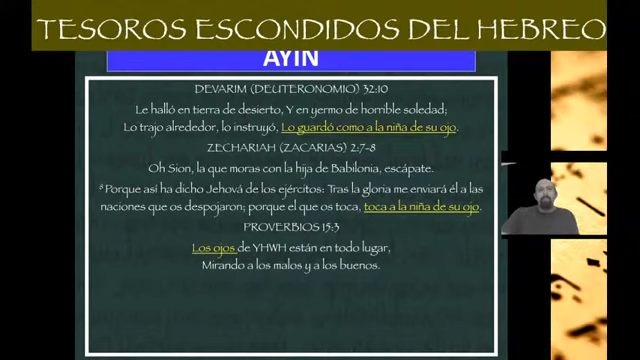 TESOROS ESCONDIDOS DEL HEBREO
AYIN
DEVARIM (DEUTERONOMIO) 32:10
Le halló en tierra de desierto, Y en yermo de horrible soledad;
Lo trajo alrededor, lo instruyó, Lo guardó como a la niña de su ojo.
ZECHARIAH (ZACARIAS) 2:7-8
Oh Sion, la que moras con la hija de Babilonia, escápate.
8 Porque así ha dicho Jehová de los ejércitos: Tras la gloria me enviará él a las
naciones que os despojaron; porque el que os toca, toca a la niña de su ojo.
PROVERBIOS 15:3
Los ojos de YHWH están en todo lugar,
Mirando a los malos y a los buenos.